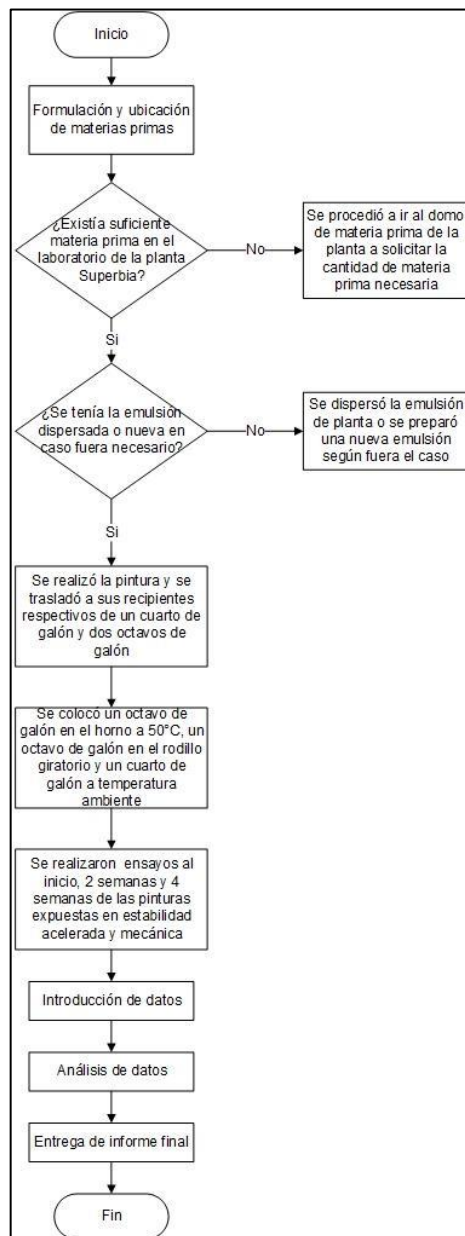 Inicio
Formulación y ubicación
de materias primas
¿Existía suficiente
materia prima en el
laboratorio de la planta
Superbia?
No
Se procedió a ir al domo
de materia prima de la
planta a solicitar la
cantidad de materia
prima necesaria
Si
¿Se tenía la emulsión
dispersada o nueva en
caso fuera necesario?
No
Se dispersó la emulsión
de planta o se preparó
una nueva emulsión
según fuera el caso
Si
Se realizó la pintura y se
trasladó a sus recipientes
respectivos de un cuarto de
galón y dos octavos de
galón
Se colocó un octavo de
galón en el horno a 50°C, un
octavo de galón en el rodillo
giratorio y un cuarto de
galón a temperatura
ambiente
Se realizaron ensayos al
inicio, 2 semanas y 4
semanas de las pinturas
expuestas en estabilidad
acelerada y mecánica
Introducción de datos
Análisis de datos
Entrega de informe final
Fin